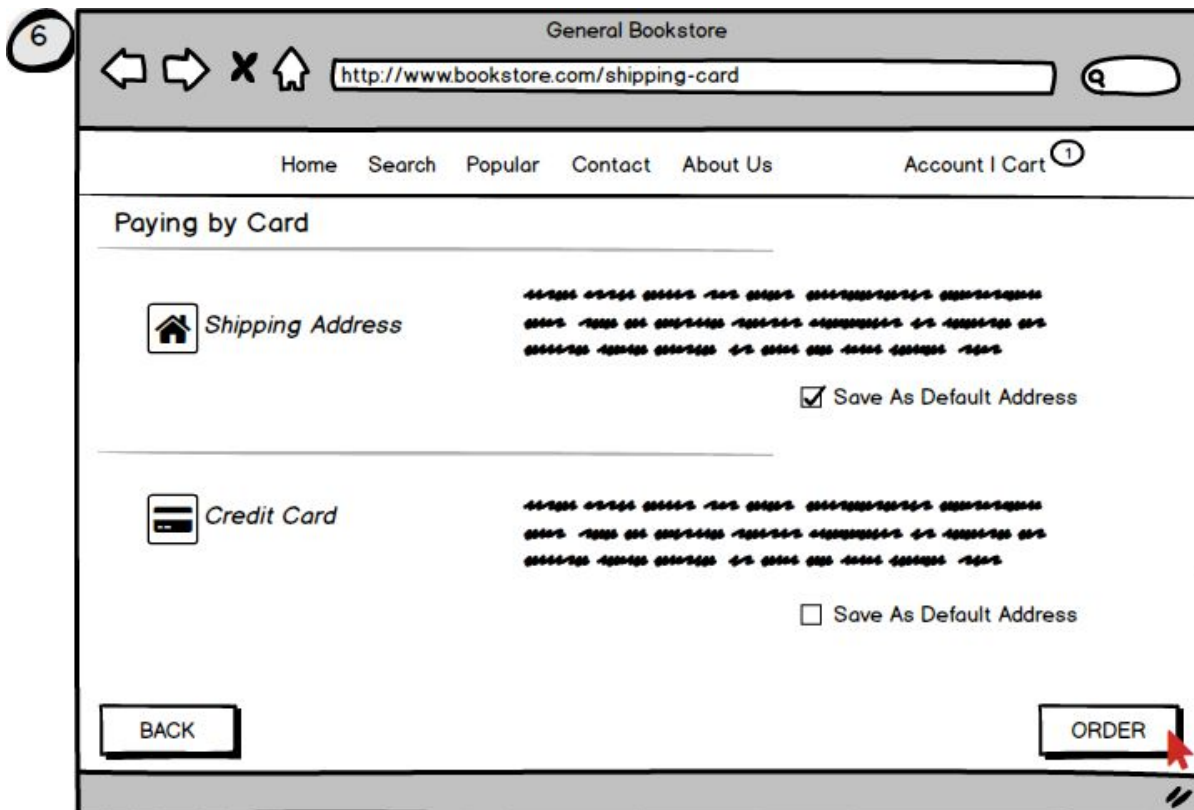 6
General Bookstore
http://www.bookstore.com/shipping-card
Home Search Popular Contact About Us Account | Cart 1
Paying by Card
Shipping Address
Save As Default Address
Credit Card
Save As Default Address
BACK ORDER